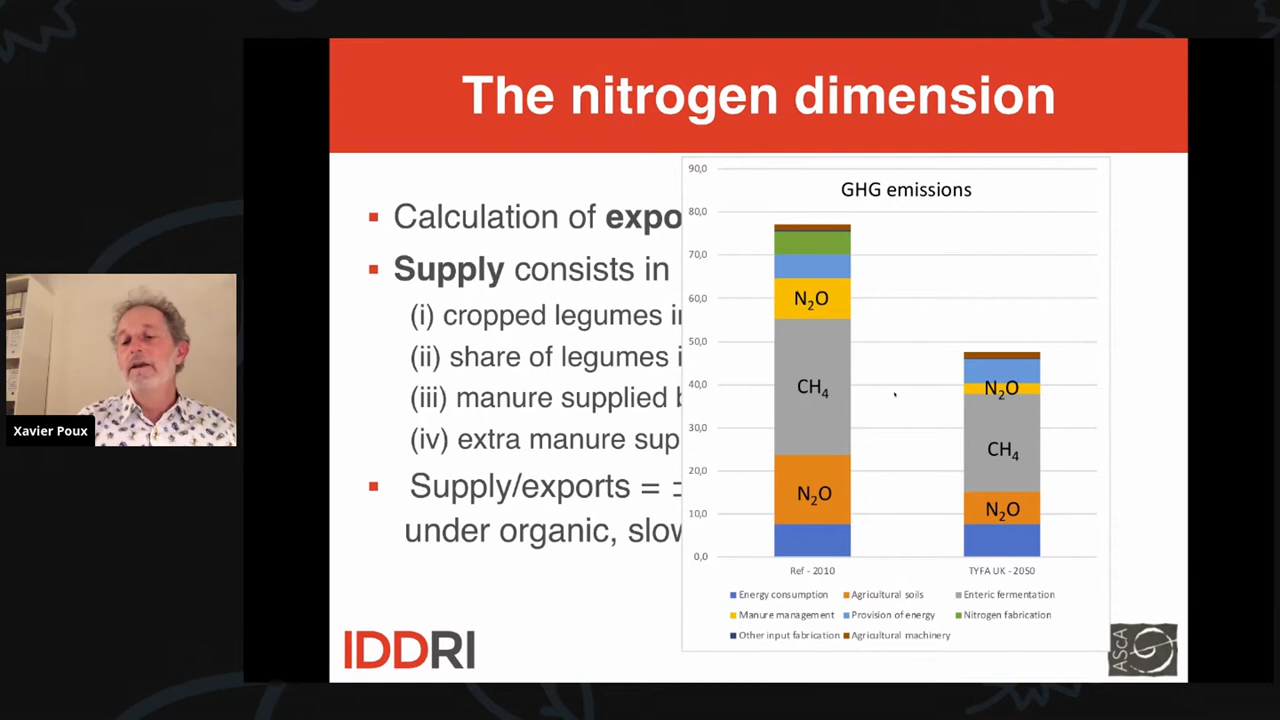 The nitrogen dimension
▪ Calculation of expo
▪ Supply consists in
(i) cropped legumes i
(ii) share of legumes i
(iii) manure supplied b
(iv) extra manure sup
▪ Supply/exports =
under organic, slow
GHG emissions
90,0
80,0
70,0
60,0
50,0
40,0
30,0
20,0
10,0
0,0
N₂O
CH₄
N₂O
N₂O
CH₄
N₂O
Ref - 2010
TYFA UK - 2050
Energy consumption Agricultural soils Enteric fermentation
Manure management Provision of energy Nitrogen fabrication
Other input fabrication Agricultural machinery
Xavier Poux
IDDRI
ASCA